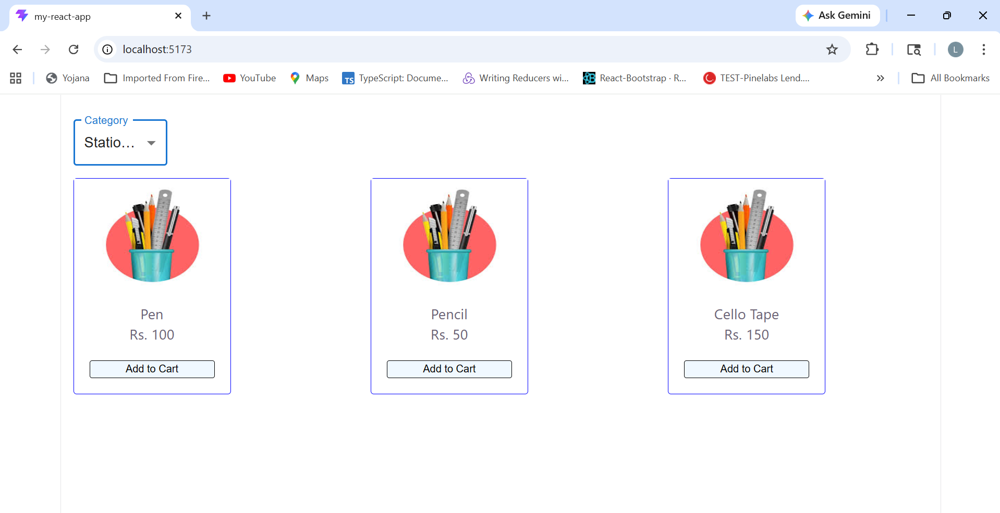 my-react-app
Ask Gemini
localhost:5173
L
Yojana
Imported From Fire...
YouTube
Maps
TS
TypeScript: Docume...
Writing Reducers wi...
B
React-Bootstrap · R...
TEST-Pinelabs Lend....
All Bookmarks
Category
Statio...
Pen
Rs. 100
Add to Cart
Pencil
Rs. 50
Add to Cart
Cello Tape
Rs. 150
Add to Cart